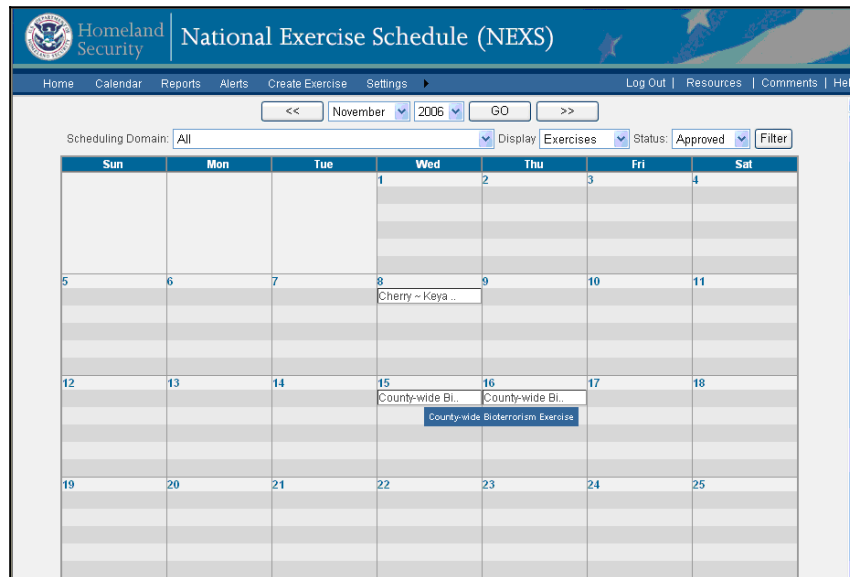 Homeland Security National Exercise Schedule (NEXS)
Home Calendar Reports Alerts Create Exercise Settings Log Out | Resources | Comments | Hel
<< November 2006 GO >>
Scheduling Domain: All Display Exercises Status: Approved Filter
Sun Mon Tue Wed Thu Fri Sat
1 2 3 4
5 6 7 8 9 10 11
Cherry ~ Keya ..
12 13 14 15 16 17 18
County-wide Bi.. County-wide Bi..
County-wide Bioterrorism Exercise
19 20 21 22 23 24 25